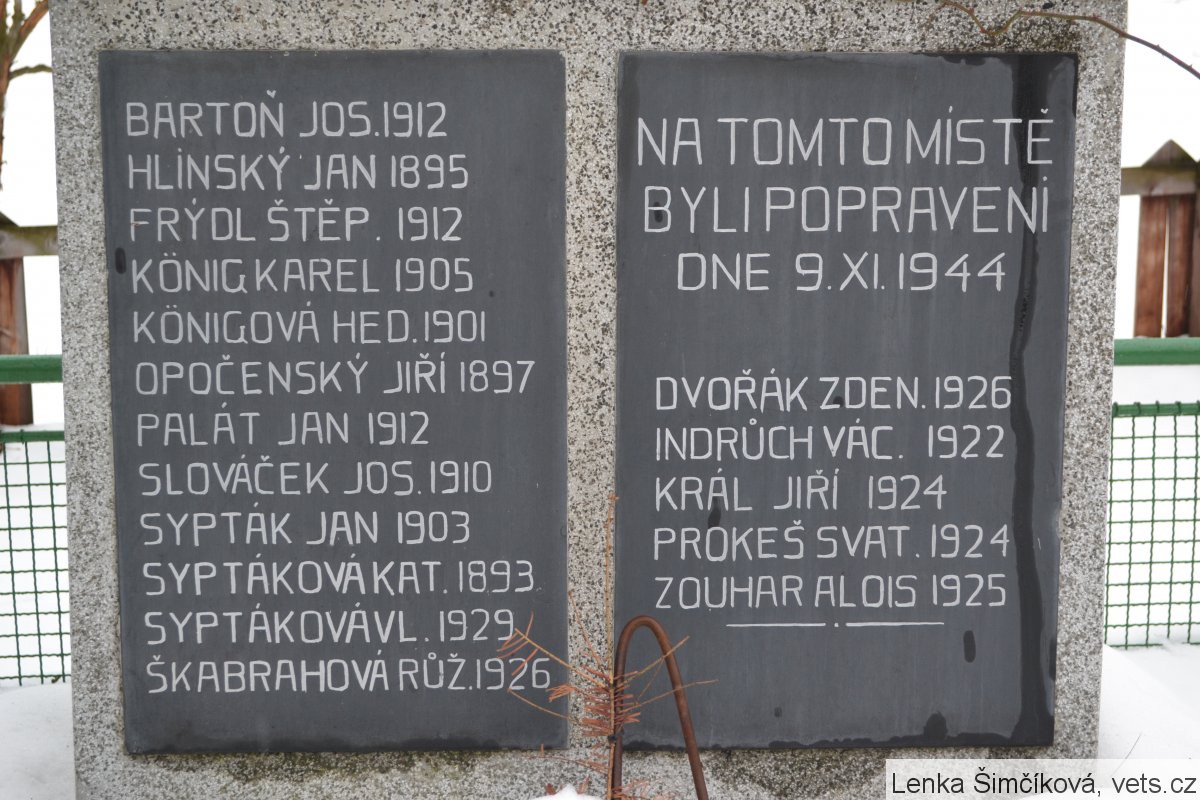 BARTOŇ JOS. 1912
HLÍNSKÝ JAN 1895
FRÝDL ŠTĚP. 1912
KÖNIG KAREL 1905
KÖNIGOVÁ HED. 1901
OPOČENSKÝ JIŘÍ 1897
PALÁT JAN 1912
SLOVÁČEK JOS. 1910
SYPTÁK JAN 1903
SYPTÁKOVÁ KAT. 1893
SYPTÁKOVÁ VL. 1929
ŠKABRAHOVÁ RŮŽ. 1926
NA TOMTO MÍSTĚ
BYLI POPRAVENÍ
DNE 9. XI. 1944
DVOŘÁK ZDEN. 1926
INDRŮCH VÁC. 1922
KRÁL JIŘÍ 1924
PROKEŠ SVAT. 1924
ZOUHAR ALOIS 1925
Lenka Šimčíková, vets.cz